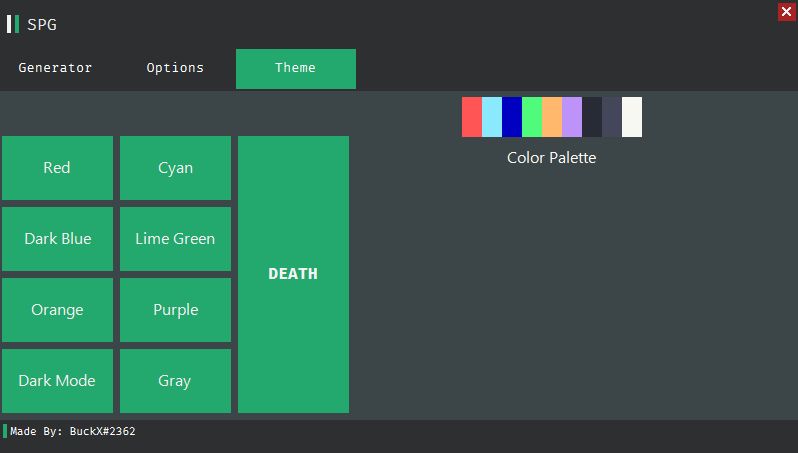 SPG
Generator Options Theme
Color Palette
Red Cyan
Dark Blue Lime Green
DEATH
Orange Purple
Dark Mode Gray
Made By: BuckX#2362